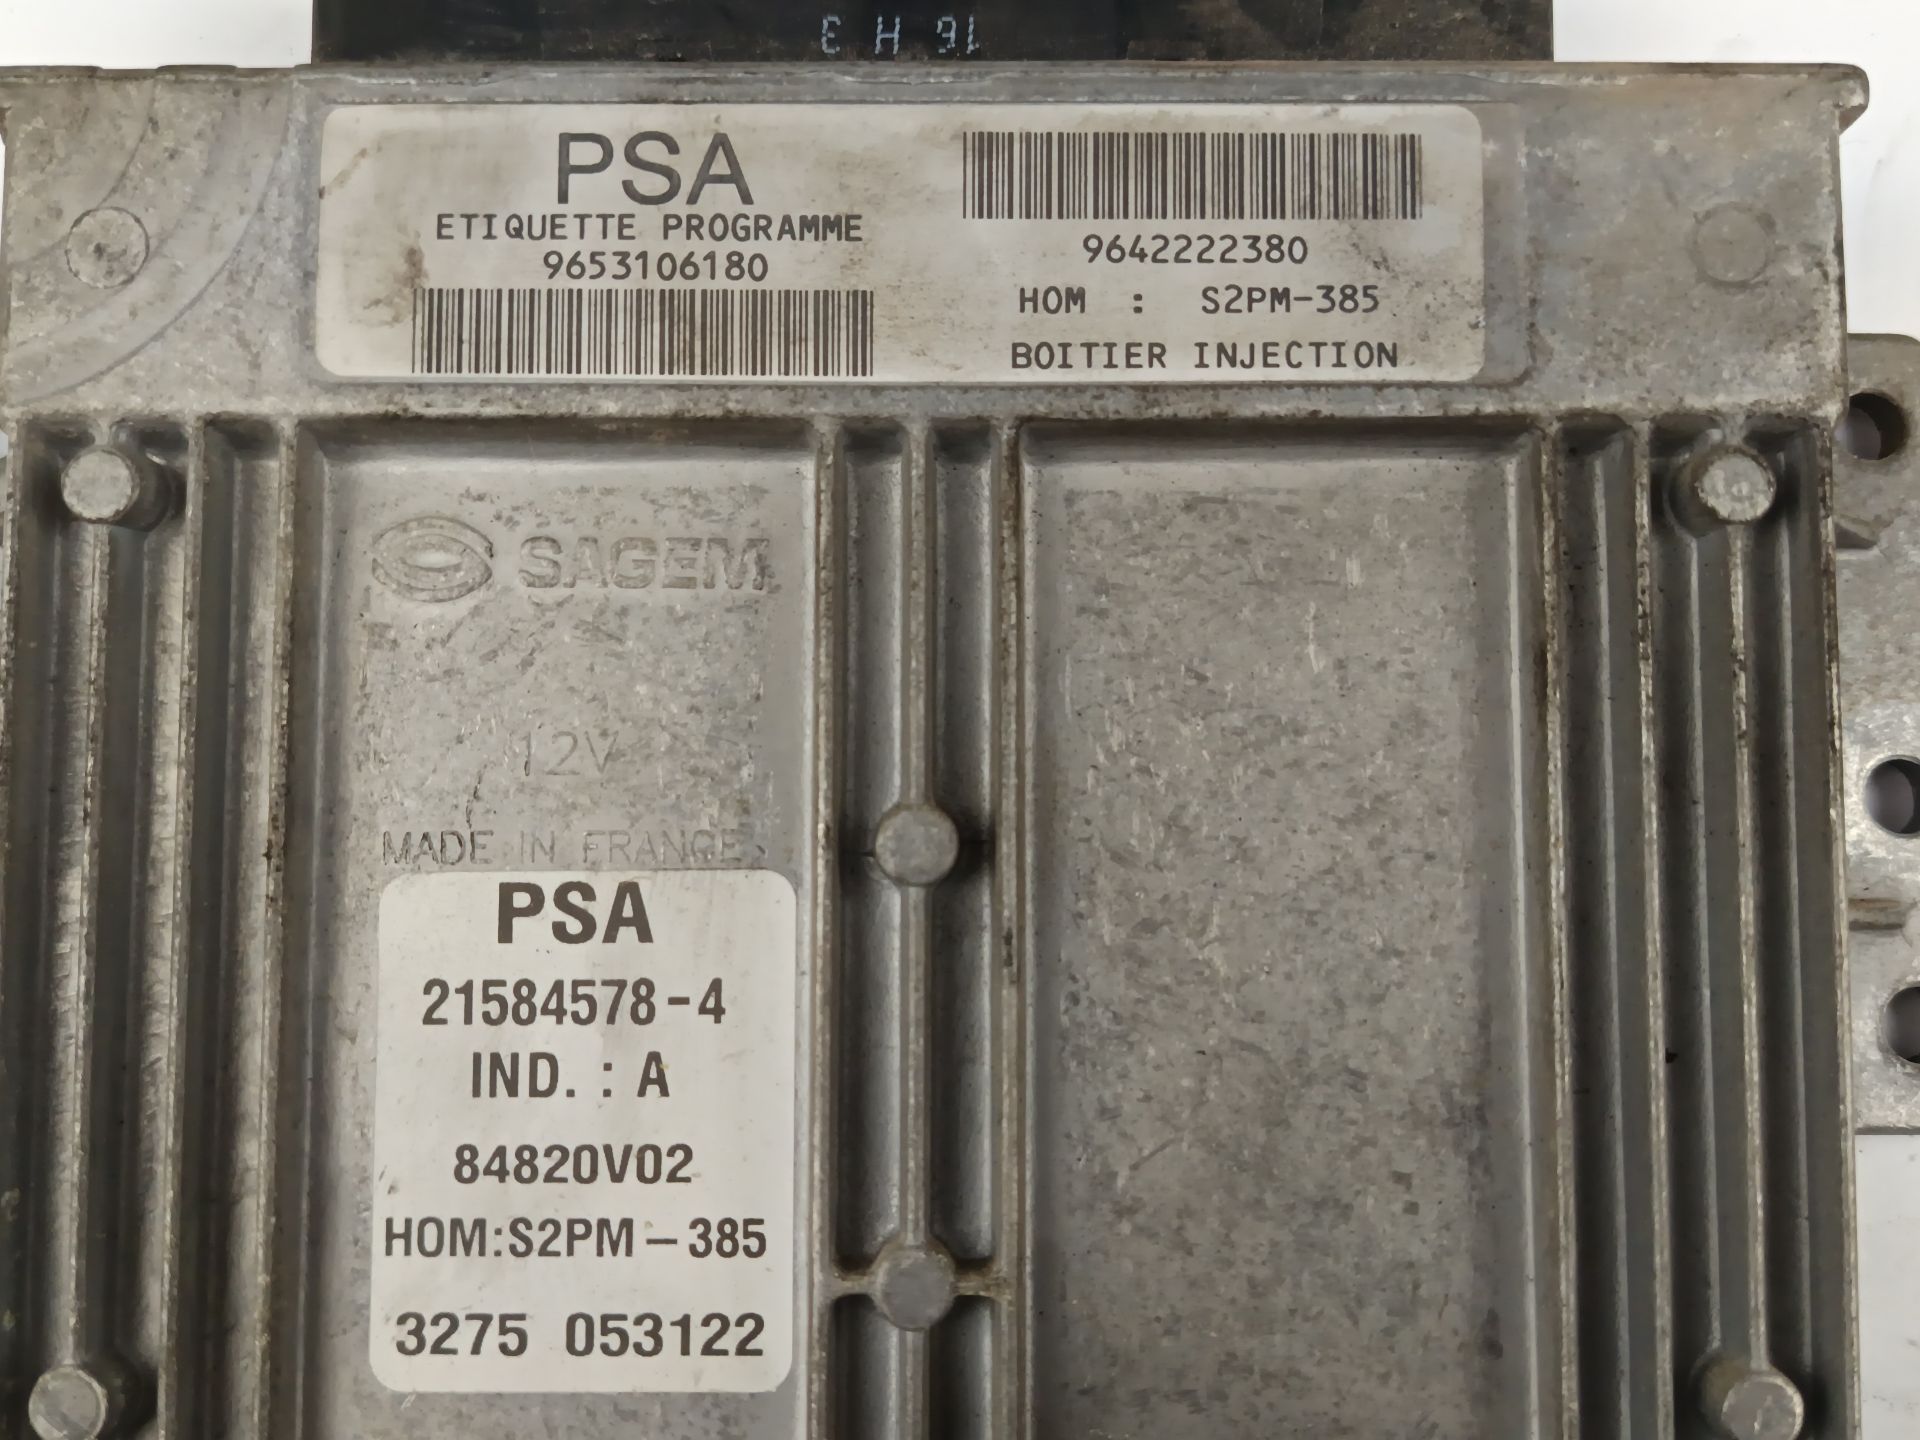 16 H 3
PSA
ETIQUETTE PROGRAMME
9653106180
9642222380
HOM : S2PM-385
BOITIER INJECTION
SAGEM
12V
MADE IN FRANCE
PSA
21584578-4
IND. : A
84820V02
HOM:S2PM-385
3275 053122